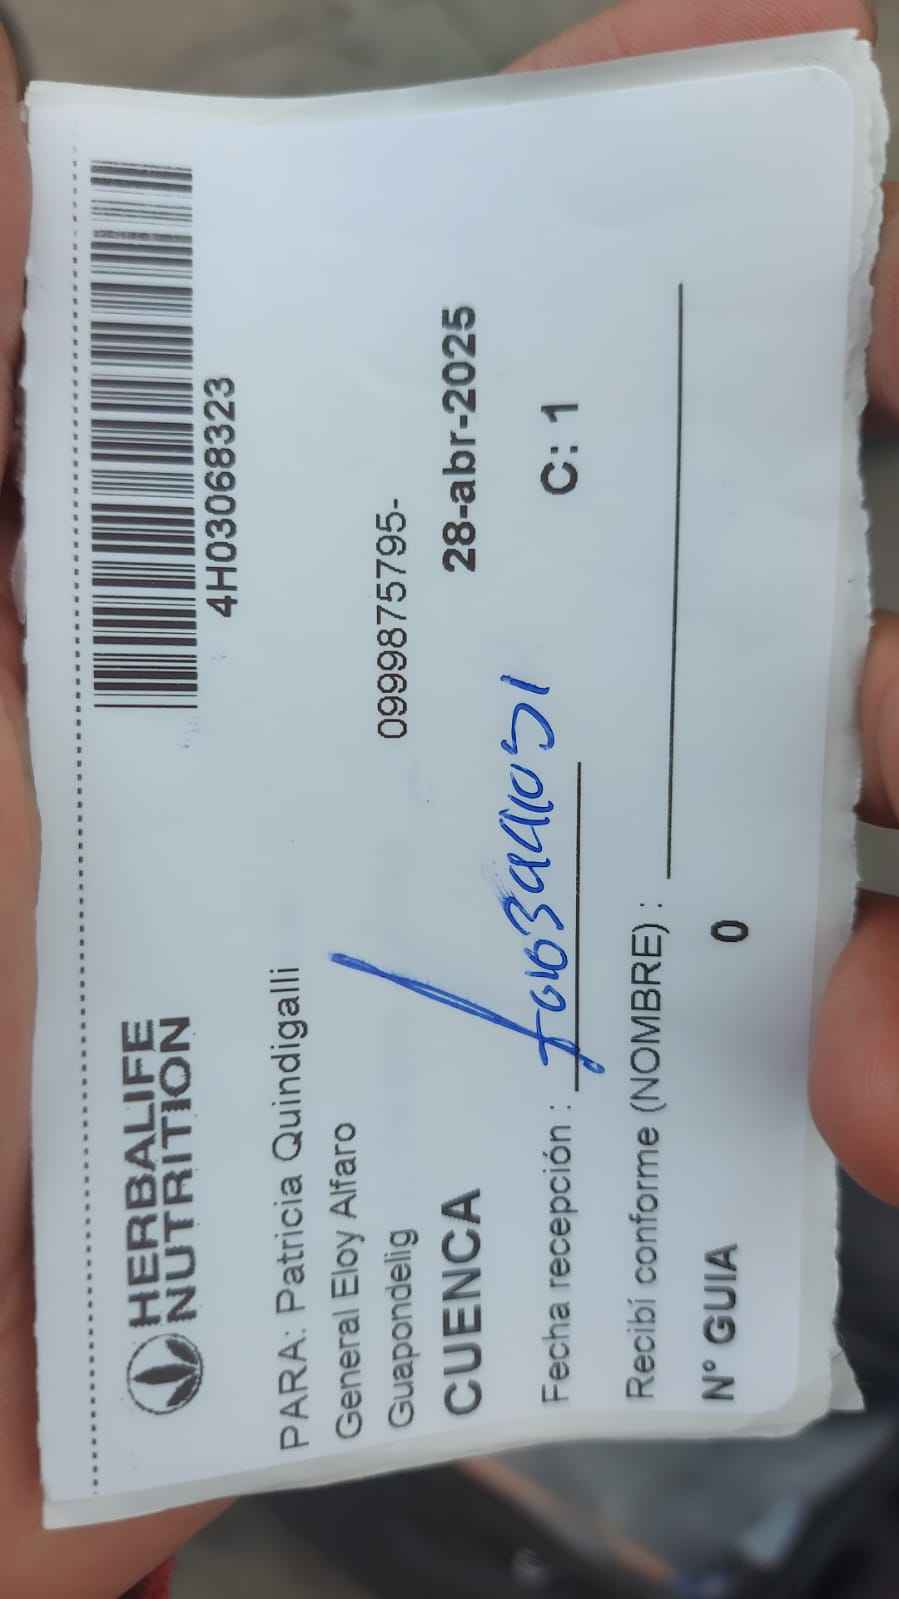 HERBALIFE
NUTRITION
4H03068323
PARA: Patricia Quindigalli
General Eloy Alfaro
Guapondelig
0999875795-
CUENCA 28-abr-2025
Fecha recepción : C: 1
Recibí conforme (NOMBRE) :
N° GUIA 0